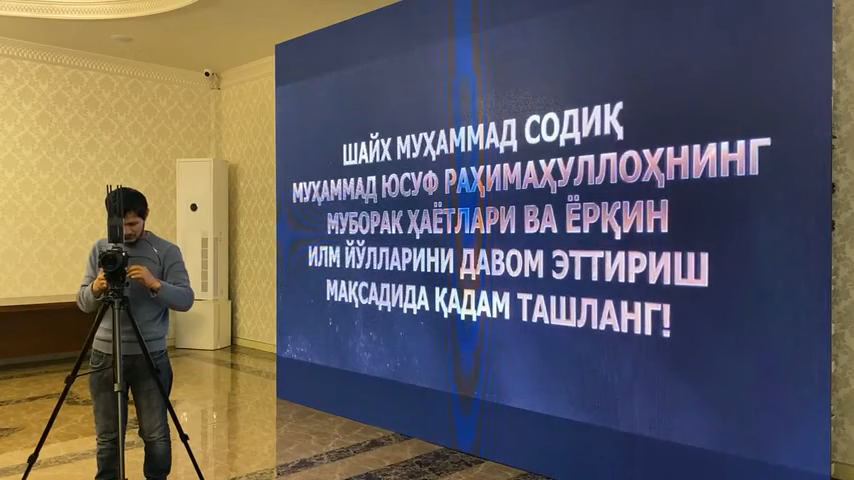 ШАЙХ МУҲАММАД СОДИҚ
МУҲАММАД ЮСУФ РАҲИМАҲУЛЛОҲНИНГ
МУБОРАК ҲАЁТЛАРИ ВА ЁРҚИН
ИЛМ ЙЎЛЛАРИНИ ДАВОМ ЭТТИРИШ
МАҚСАДИДА ҚАДАМ ТАШЛАНГ!